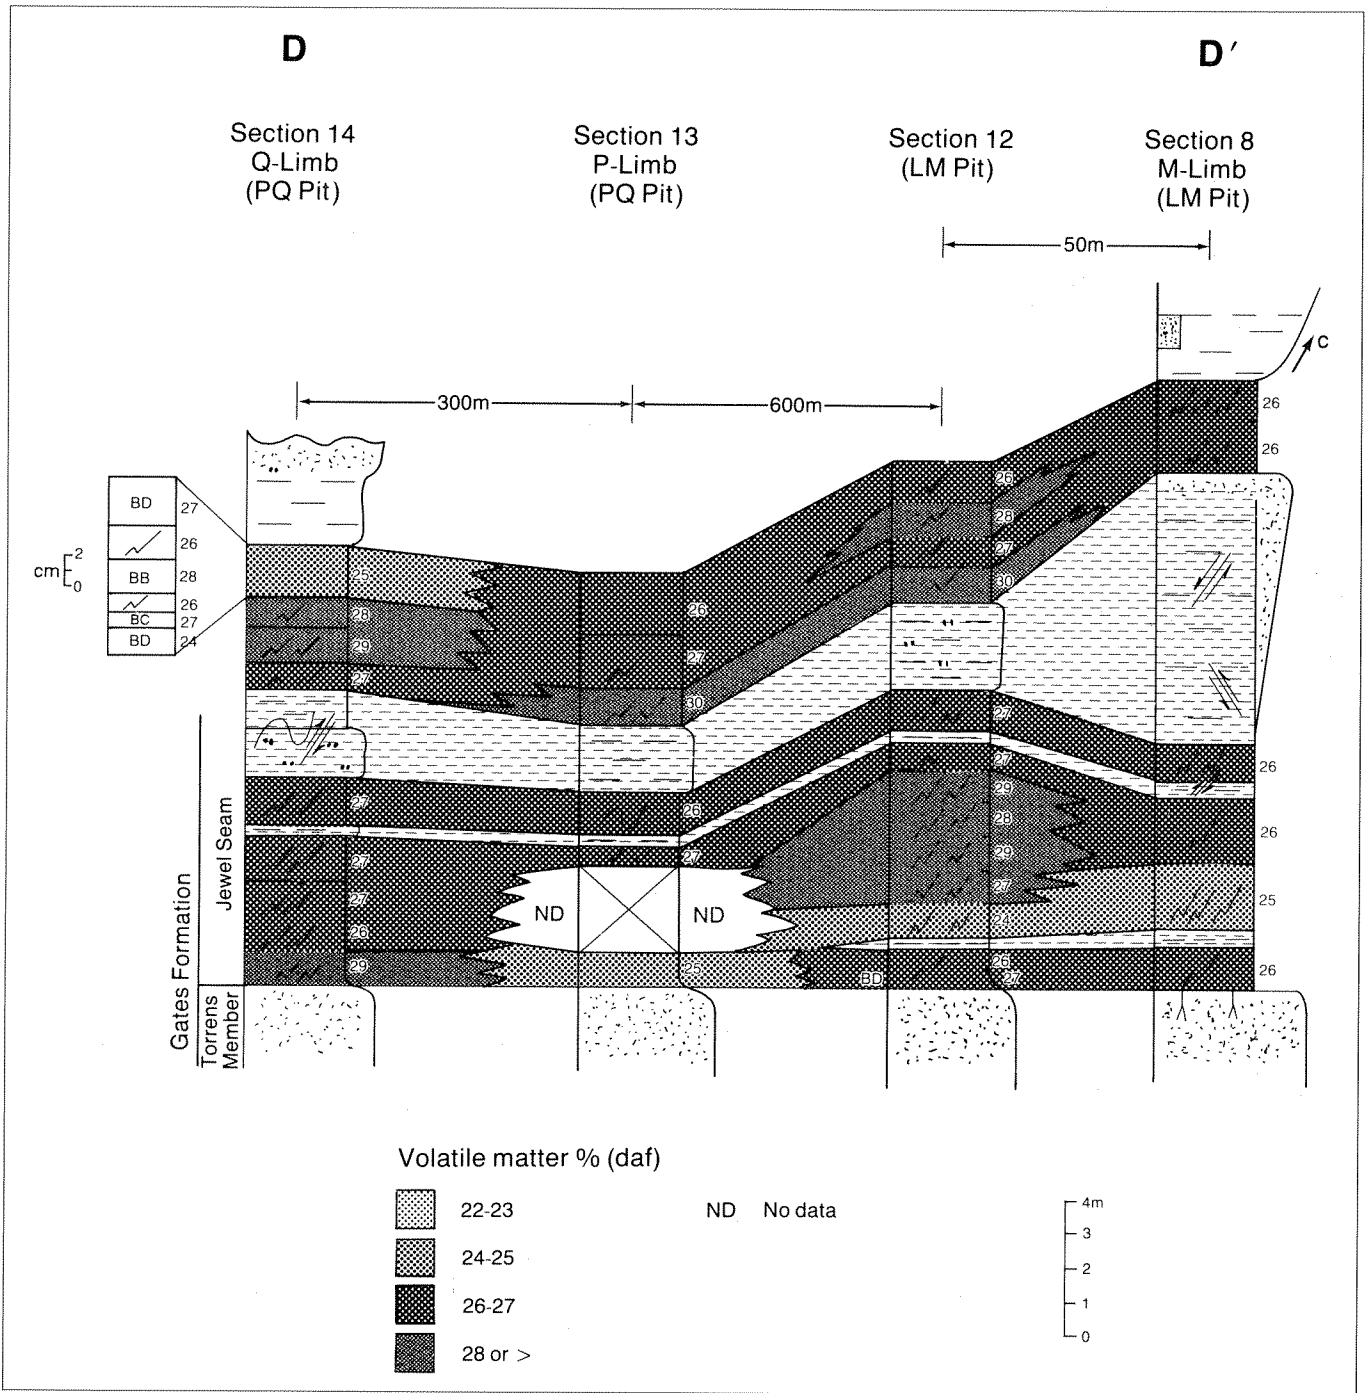 D
D′
Section 14
Q-Limb
(PQ Pit)
Section 13
P-Limb
(PQ Pit)
Section 12
(LM Pit)
Section 8
M-Limb
(LM Pit)
50m
300m
600m
c
BD 27
26
BB 28
26
BC 27
BD 24
cm 2
0
25
28
29
27
27
27
27
26
29
26
27
30
26
27
ND
ND
25
26
28
27
30
27
27
29
28
29
27
24
BD
26
27
26
26
26
26
25
26
Gates Formation
Jewel Seam
Torrens
Member
Volatile matter % (daf)
22-23
24-25
26-27
28 or >
ND No data
4m
3
2
1
0